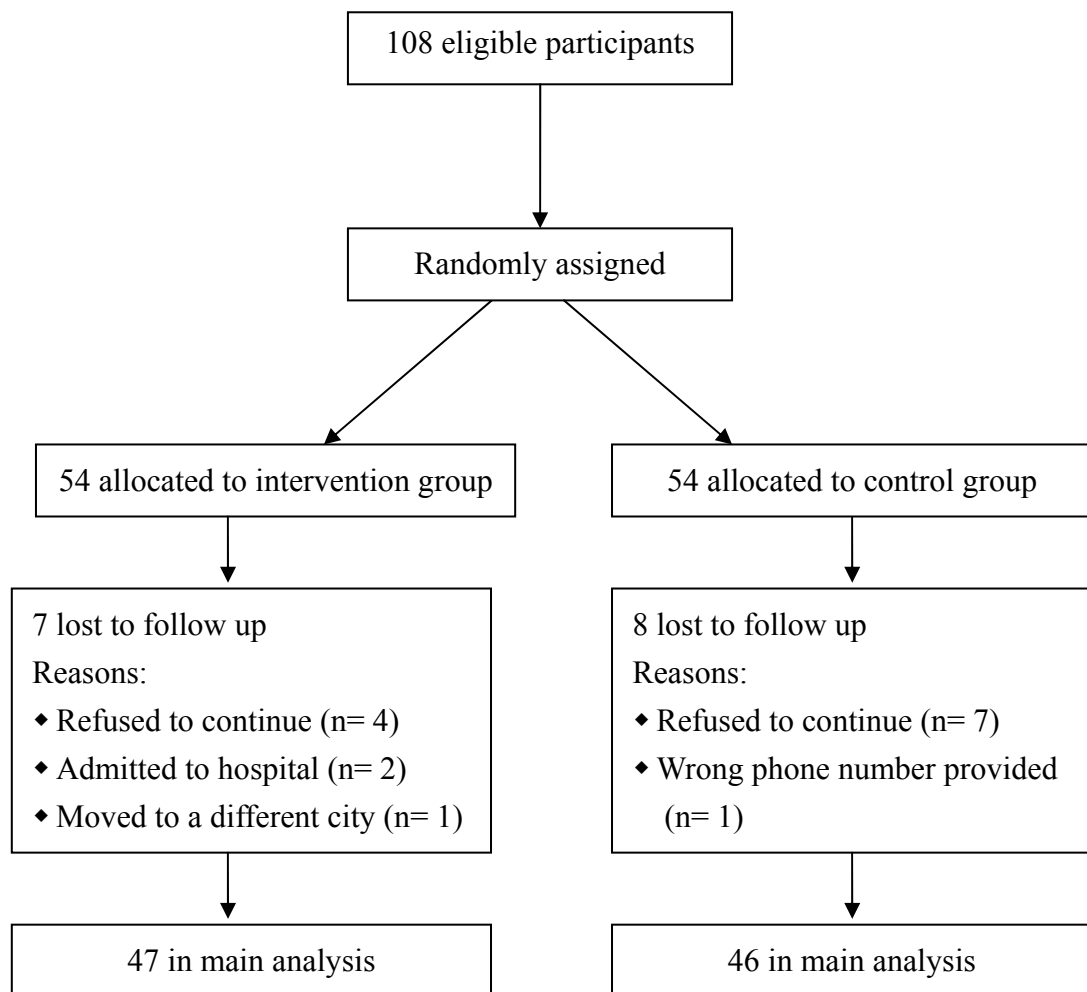 108 eligible participants
Randomly assigned
54 allocated to intervention group
54 allocated to control group
7 lost to follow up
Reasons:
◆ Refused to continue (n= 4)
◆ Admitted to hospital (n= 2)
◆ Moved to a different city (n= 1)
8 lost to follow up
Reasons:
◆ Refused to continue (n= 7)
◆ Wrong phone number provided
(n= 1)
47 in main analysis
46 in main analysis